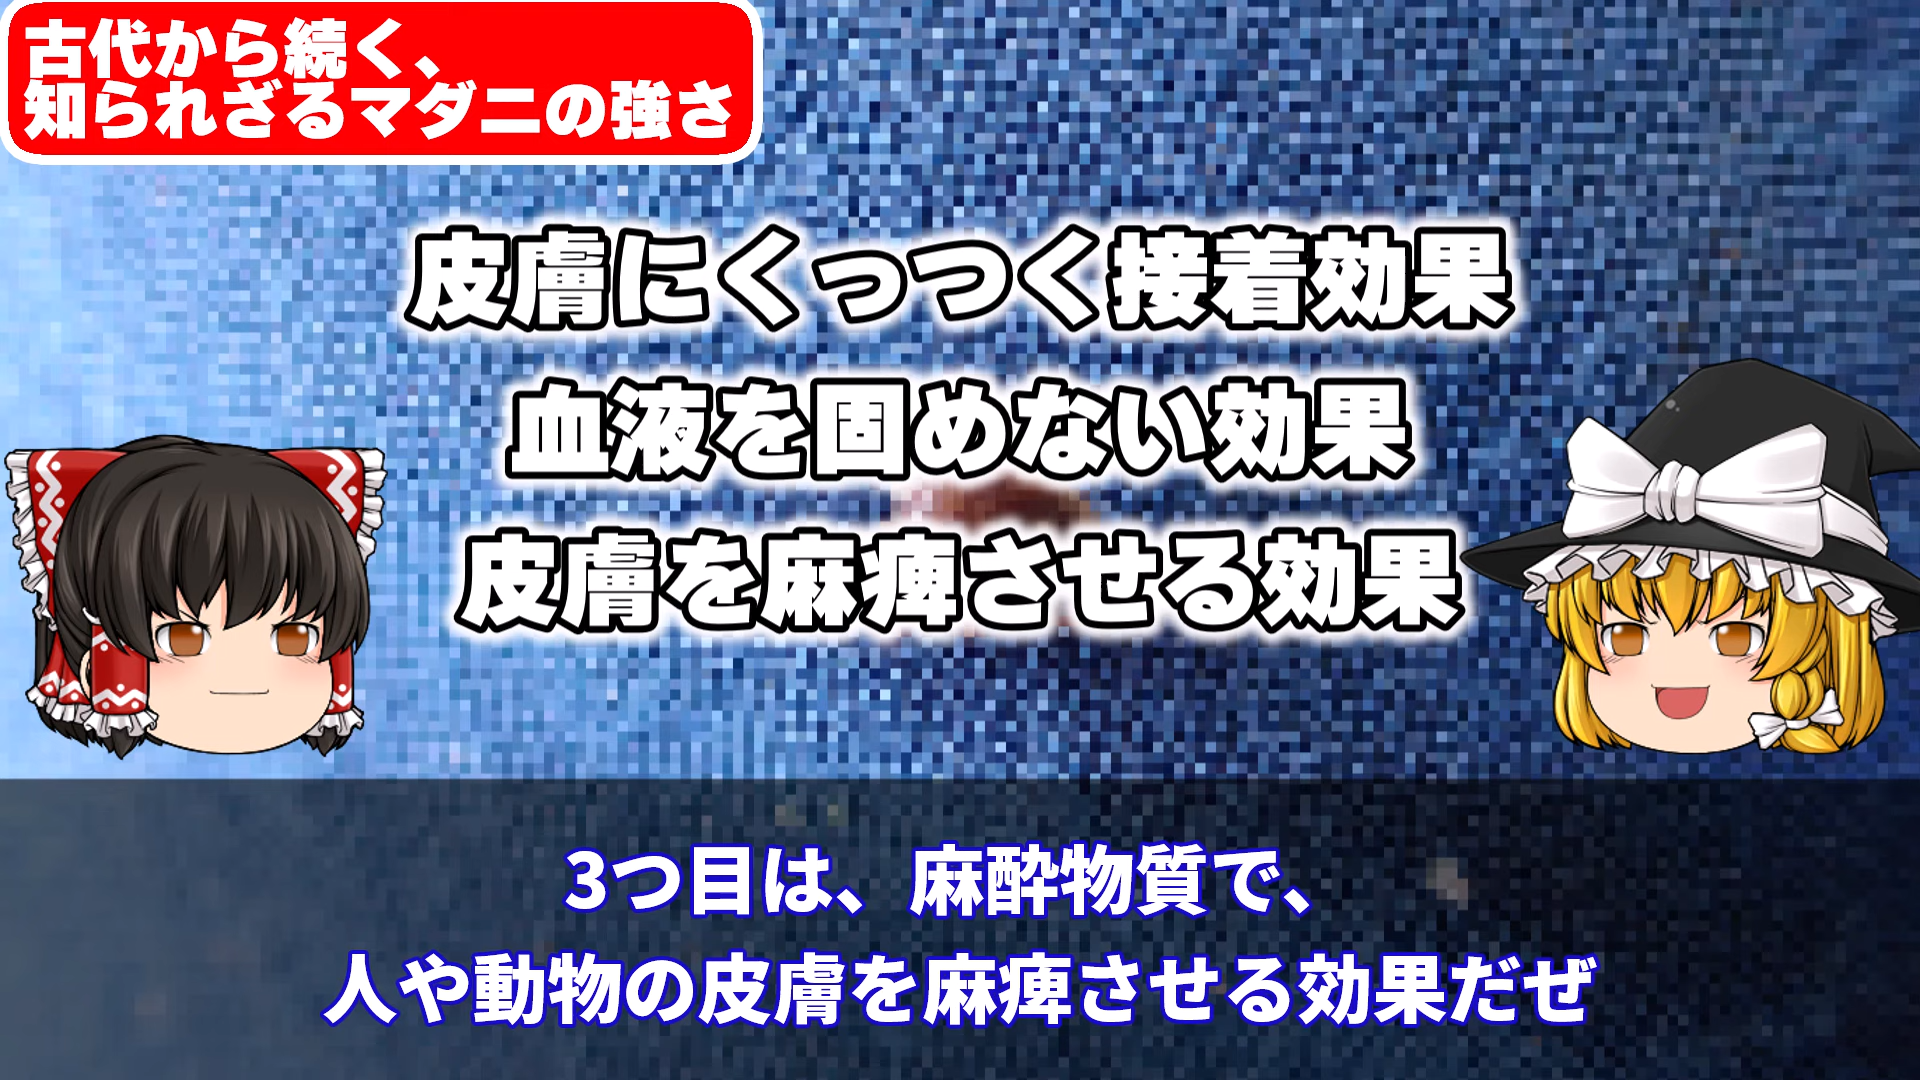 古代から続く、
知られざるマダニの強さ
皮膚にくっつく接着効果
血液を固めない効果
皮膚を麻痺させる効果
3つ目は、麻酔物質で、
人や動物の皮膚を麻痺させる効果だぜ